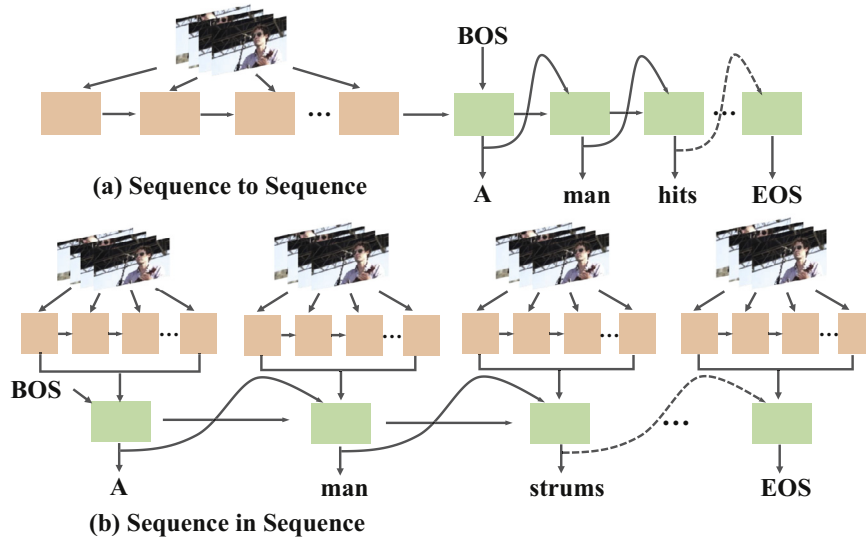 BOS
A man hits EOS
(a) Sequence to Sequence
BOS
A man strums EOS
(b) Sequence in Sequence